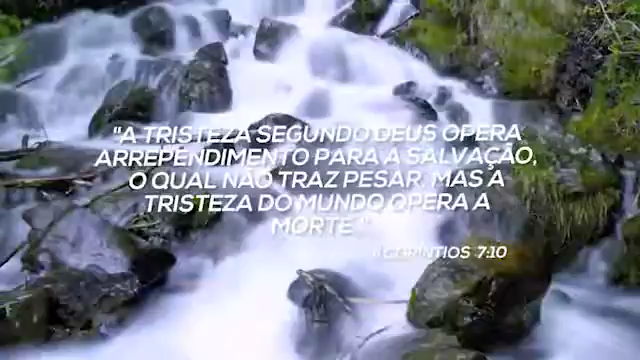 "A TRISTEZA SEGUNDO DEUS OPERA
ARREPENDIMENTO PARA A SALVAÇÃO,
O QUAL NÃO TRAZ PESAR. MAS A
TRISTEZA DO MUNDO OPERA A
MORTE."
CORÍNTIOS 7:10